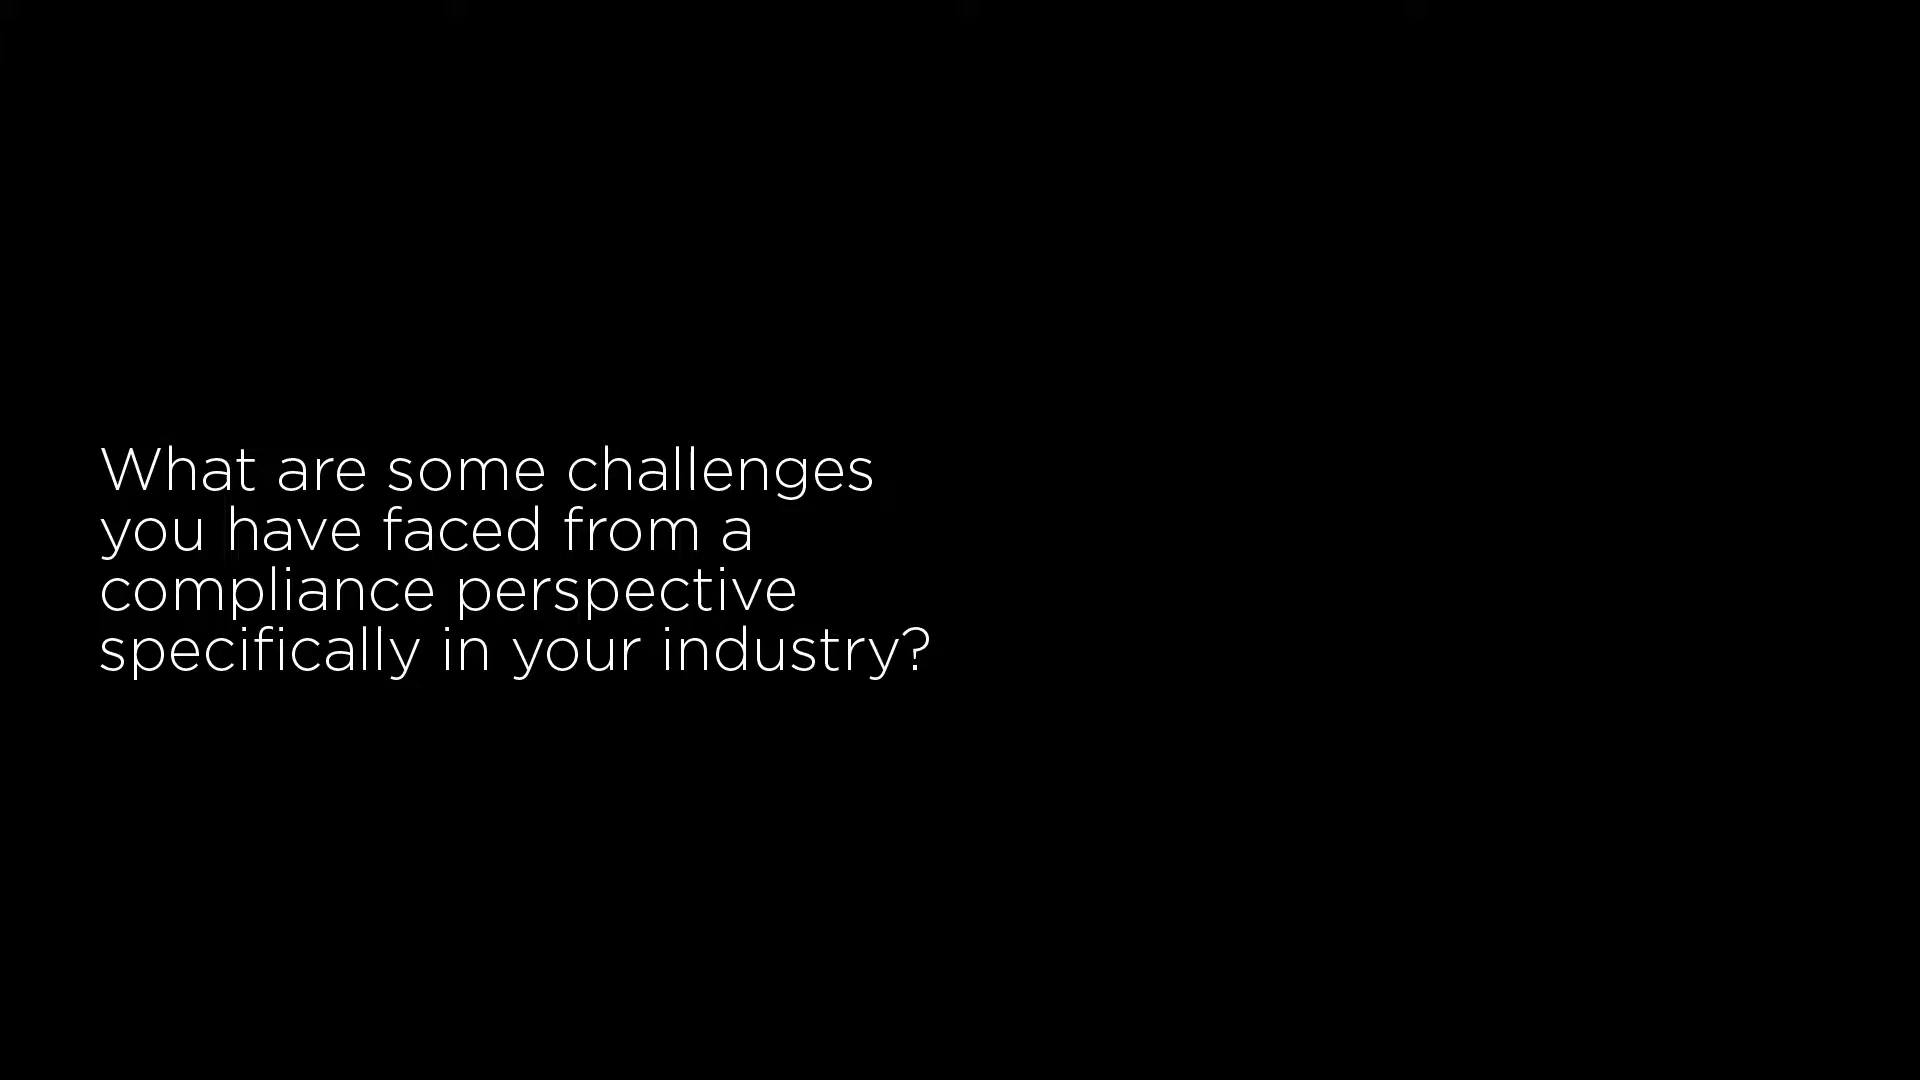 What are some challenges
you have faced from a
compliance perspective
specifically in your industry?